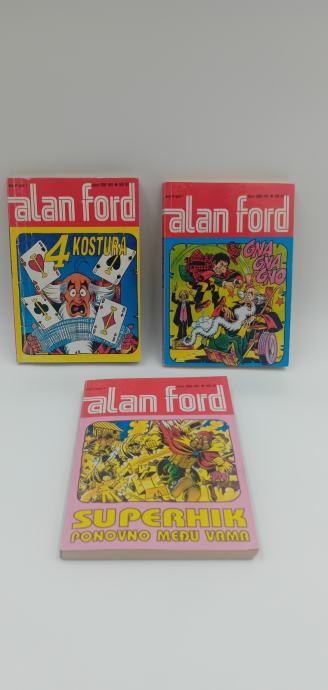 alan ford
4 KOSTURA
alan ford
GNA
GNA
GNO
alan ford
SUPERHIK
PONOVNO MEĐU VAMA